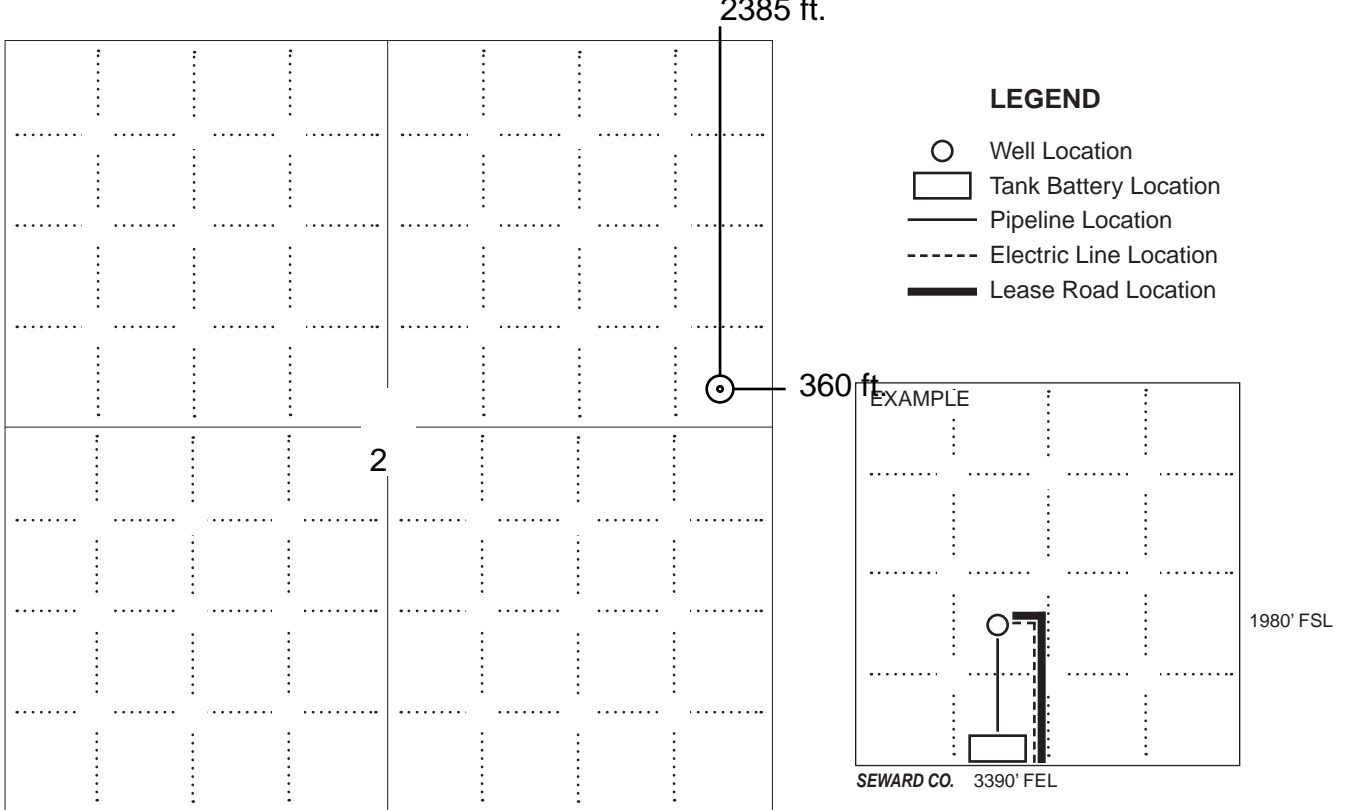 2385 ft.
LEGEND
Well Location
Tank Battery Location
Pipeline Location
Electric Line Location
Lease Road Location
360 ft.
EXAMPLE
2
1980' FSL
SEWARD CO. 3390' FEL